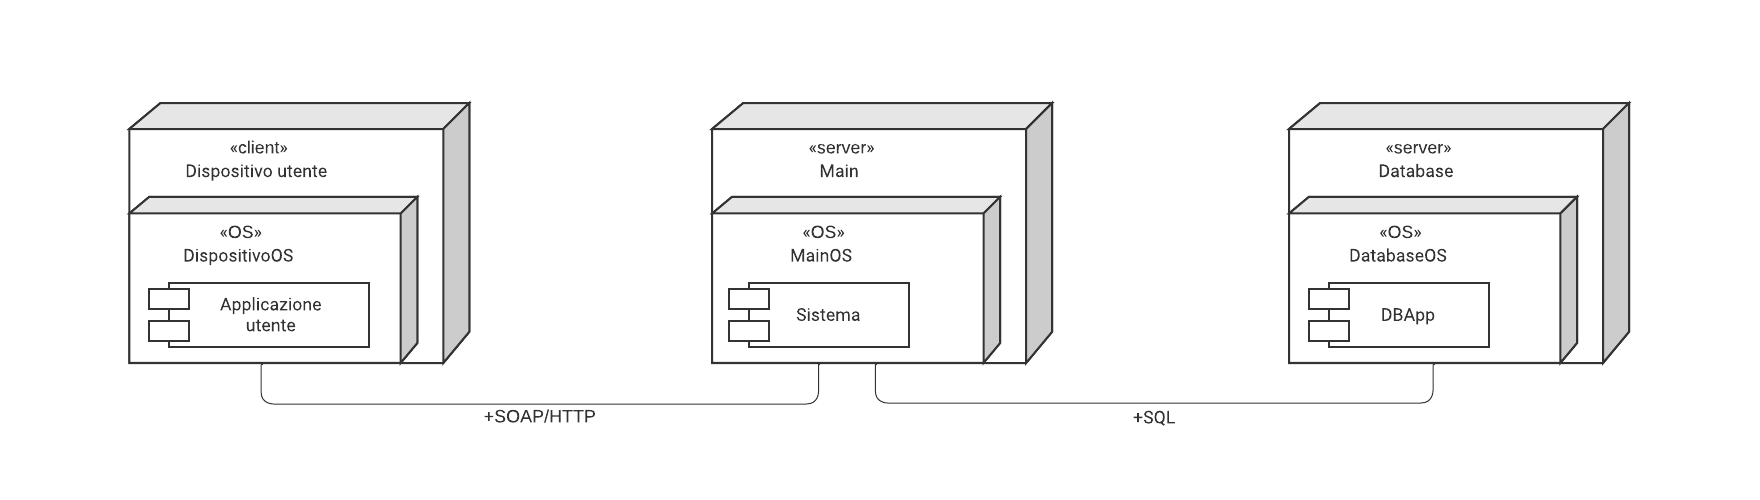 «client»
Dispositivo utente
«OS»
DispositivoOS
Applicazione
utente
«server»
Main
«OS»
MainOS
Sistema
«server»
Database
«OS»
DatabaseOS
DBApp
+SOAP/HTTP
+SQL